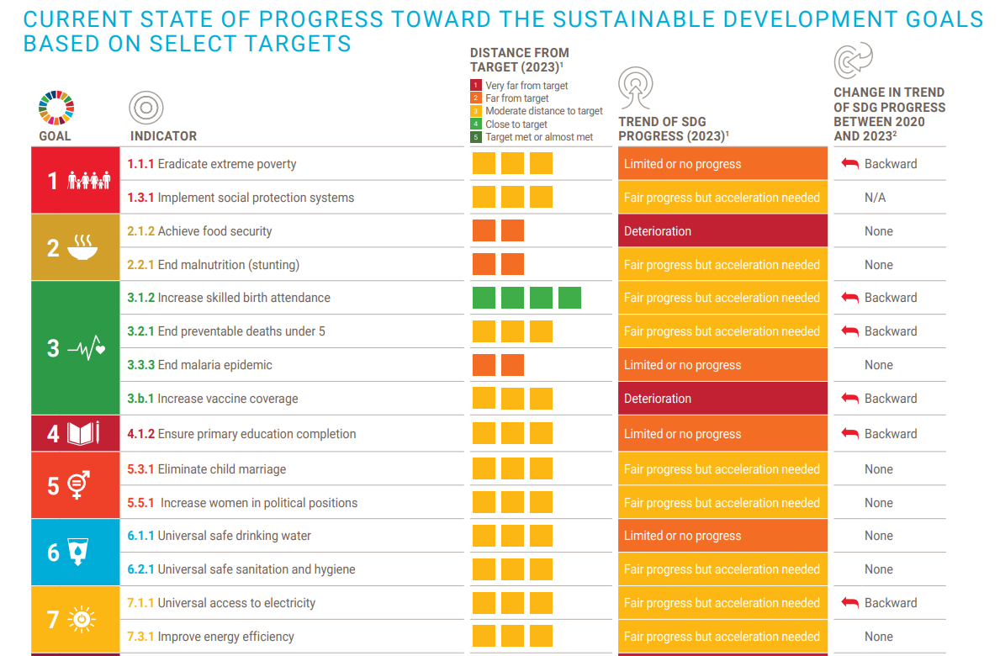 CURRENT STATE OF PROGRESS TOWARD THE SUSTAINABLE DEVELOPMENT GOALS
BASED ON SELECT TARGETS
GOAL
INDICATOR
DISTANCE FROM
TARGET (2023)¹
1 Very far from target
2 Far from target
3 Moderate distance to target
4 Close to target
5 Target met or almost met
TREND OF SDG
PROGRESS (2023)¹
CHANGE IN TREND
OF SDG PROGRESS
BETWEEN 2020
AND 2023²
1
1.1.1 Eradicate extreme poverty Limited or no progress Backward
1.3.1 Implement social protection systems Fair progress but acceleration needed N/A
2
2.1.2 Achieve food security Deterioration None
2.2.1 End malnutrition (stunting) Fair progress but acceleration needed None
3
3.1.2 Increase skilled birth attendance Fair progress but acceleration needed Backward
3.2.1 End preventable deaths under 5 Fair progress but acceleration needed Backward
3.3.3 End malaria epidemic Limited or no progress None
3.b.1 Increase vaccine coverage Deterioration Backward
4
4.1.2 Ensure primary education completion Limited or no progress Backward
5
5.3.1 Eliminate child marriage Fair progress but acceleration needed None
5.5.1 Increase women in political positions Fair progress but acceleration needed None
6
6.1.1 Universal safe drinking water Limited or no progress None
6.2.1 Universal safe sanitation and hygiene Fair progress but acceleration needed None
7
7.1.1 Universal access to electricity Fair progress but acceleration needed Backward
7.3.1 Improve energy efficiency Fair progress but acceleration needed None